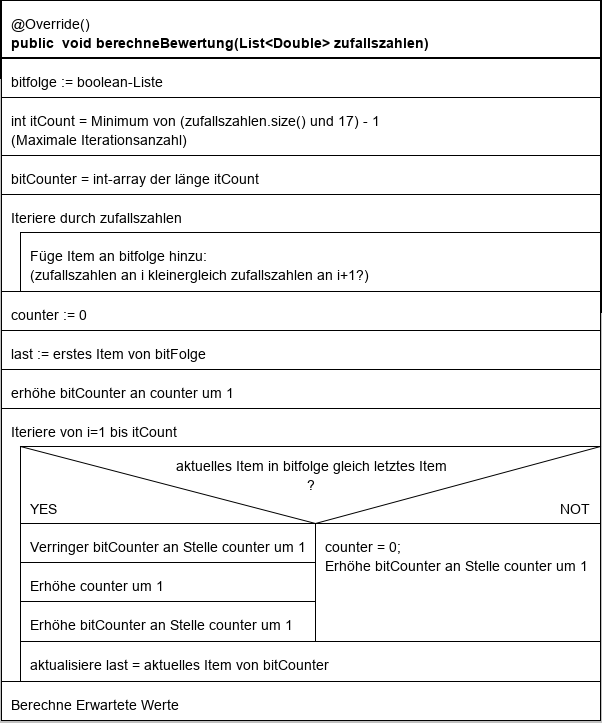 @Override()
public  void berechneBewertung(List<Double> zufallszahlen)
bitfolge := boolean-Liste
int itCount = Minimum von (zufallszahlen.size() und 17) - 1
(Maximale Iterationsanzahl)
bitCounter = int-array der länge itCount
Iteriere durch zufallszahlen
Füge Item an bitfolge hinzu:
(zufallszahlen an i kleinergleich zufallszahlen an i+1?)
counter := 0
last := erstes Item von bitFolge
erhöhe bitCounter an counter um 1
Iteriere von i=1 bis itCount
aktuelles Item in bitfolge gleich letztes Item
?
YES
NOT
Verringer bitCounter an Stelle counter um 1
Erhöhe counter um 1
Erhöhe bitCounter an Stelle counter um 1
counter = 0;
Erhöhe bitCounter an Stelle counter um 1
aktualisiere last = aktuelles Item von bitCounter
Berechne Erwartete Werte